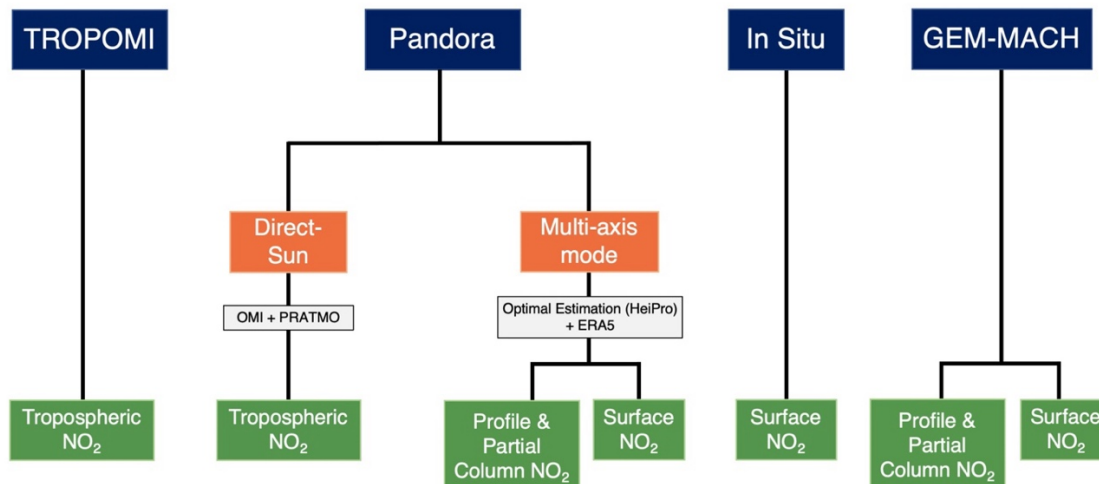 TROPOMI
Pandora
In Situ
GEM-MACH
Direct-
Sun
Multi-axis
mode
OMI + PRATMO
Optimal Estimation (HeiPro)
+ ERA5
Tropospheric
NO₂
Tropospheric
NO₂
Profile &
Partial
Column NO₂
Surface
NO₂
Surface
NO₂
Profile &
Partial
Column NO₂
Surface
NO₂